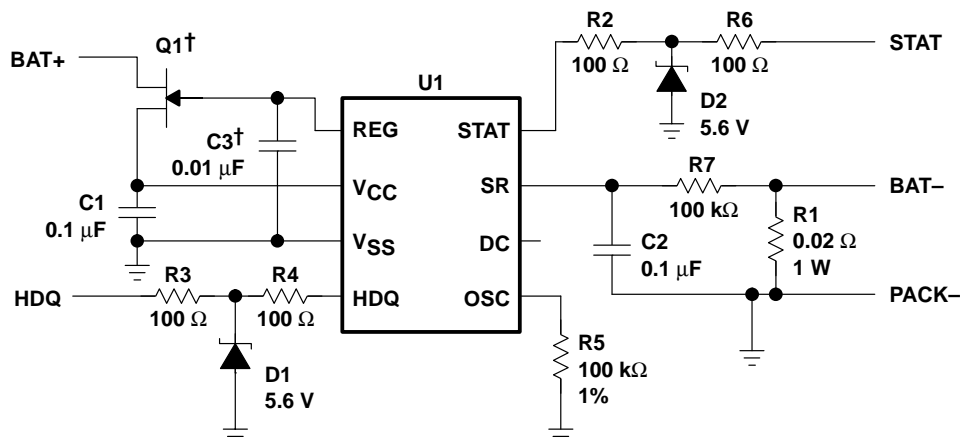 R2
R6
Q1†
STAT
BAT+
100 Ω
100 Ω
U1
D2
5.6 V
REG
STAT
C3†
0.01 μF
R7
VCC
SR
BAT–
C1
100 kΩ
R1
0.1 μF
0.02 Ω
VSS
DC
C2
1 W
0.1 μF
R3
R4
HDQ
HDQ
OSC
PACK–
100 Ω
100 Ω
R5
100 kΩ
1%
D1
5.6 V